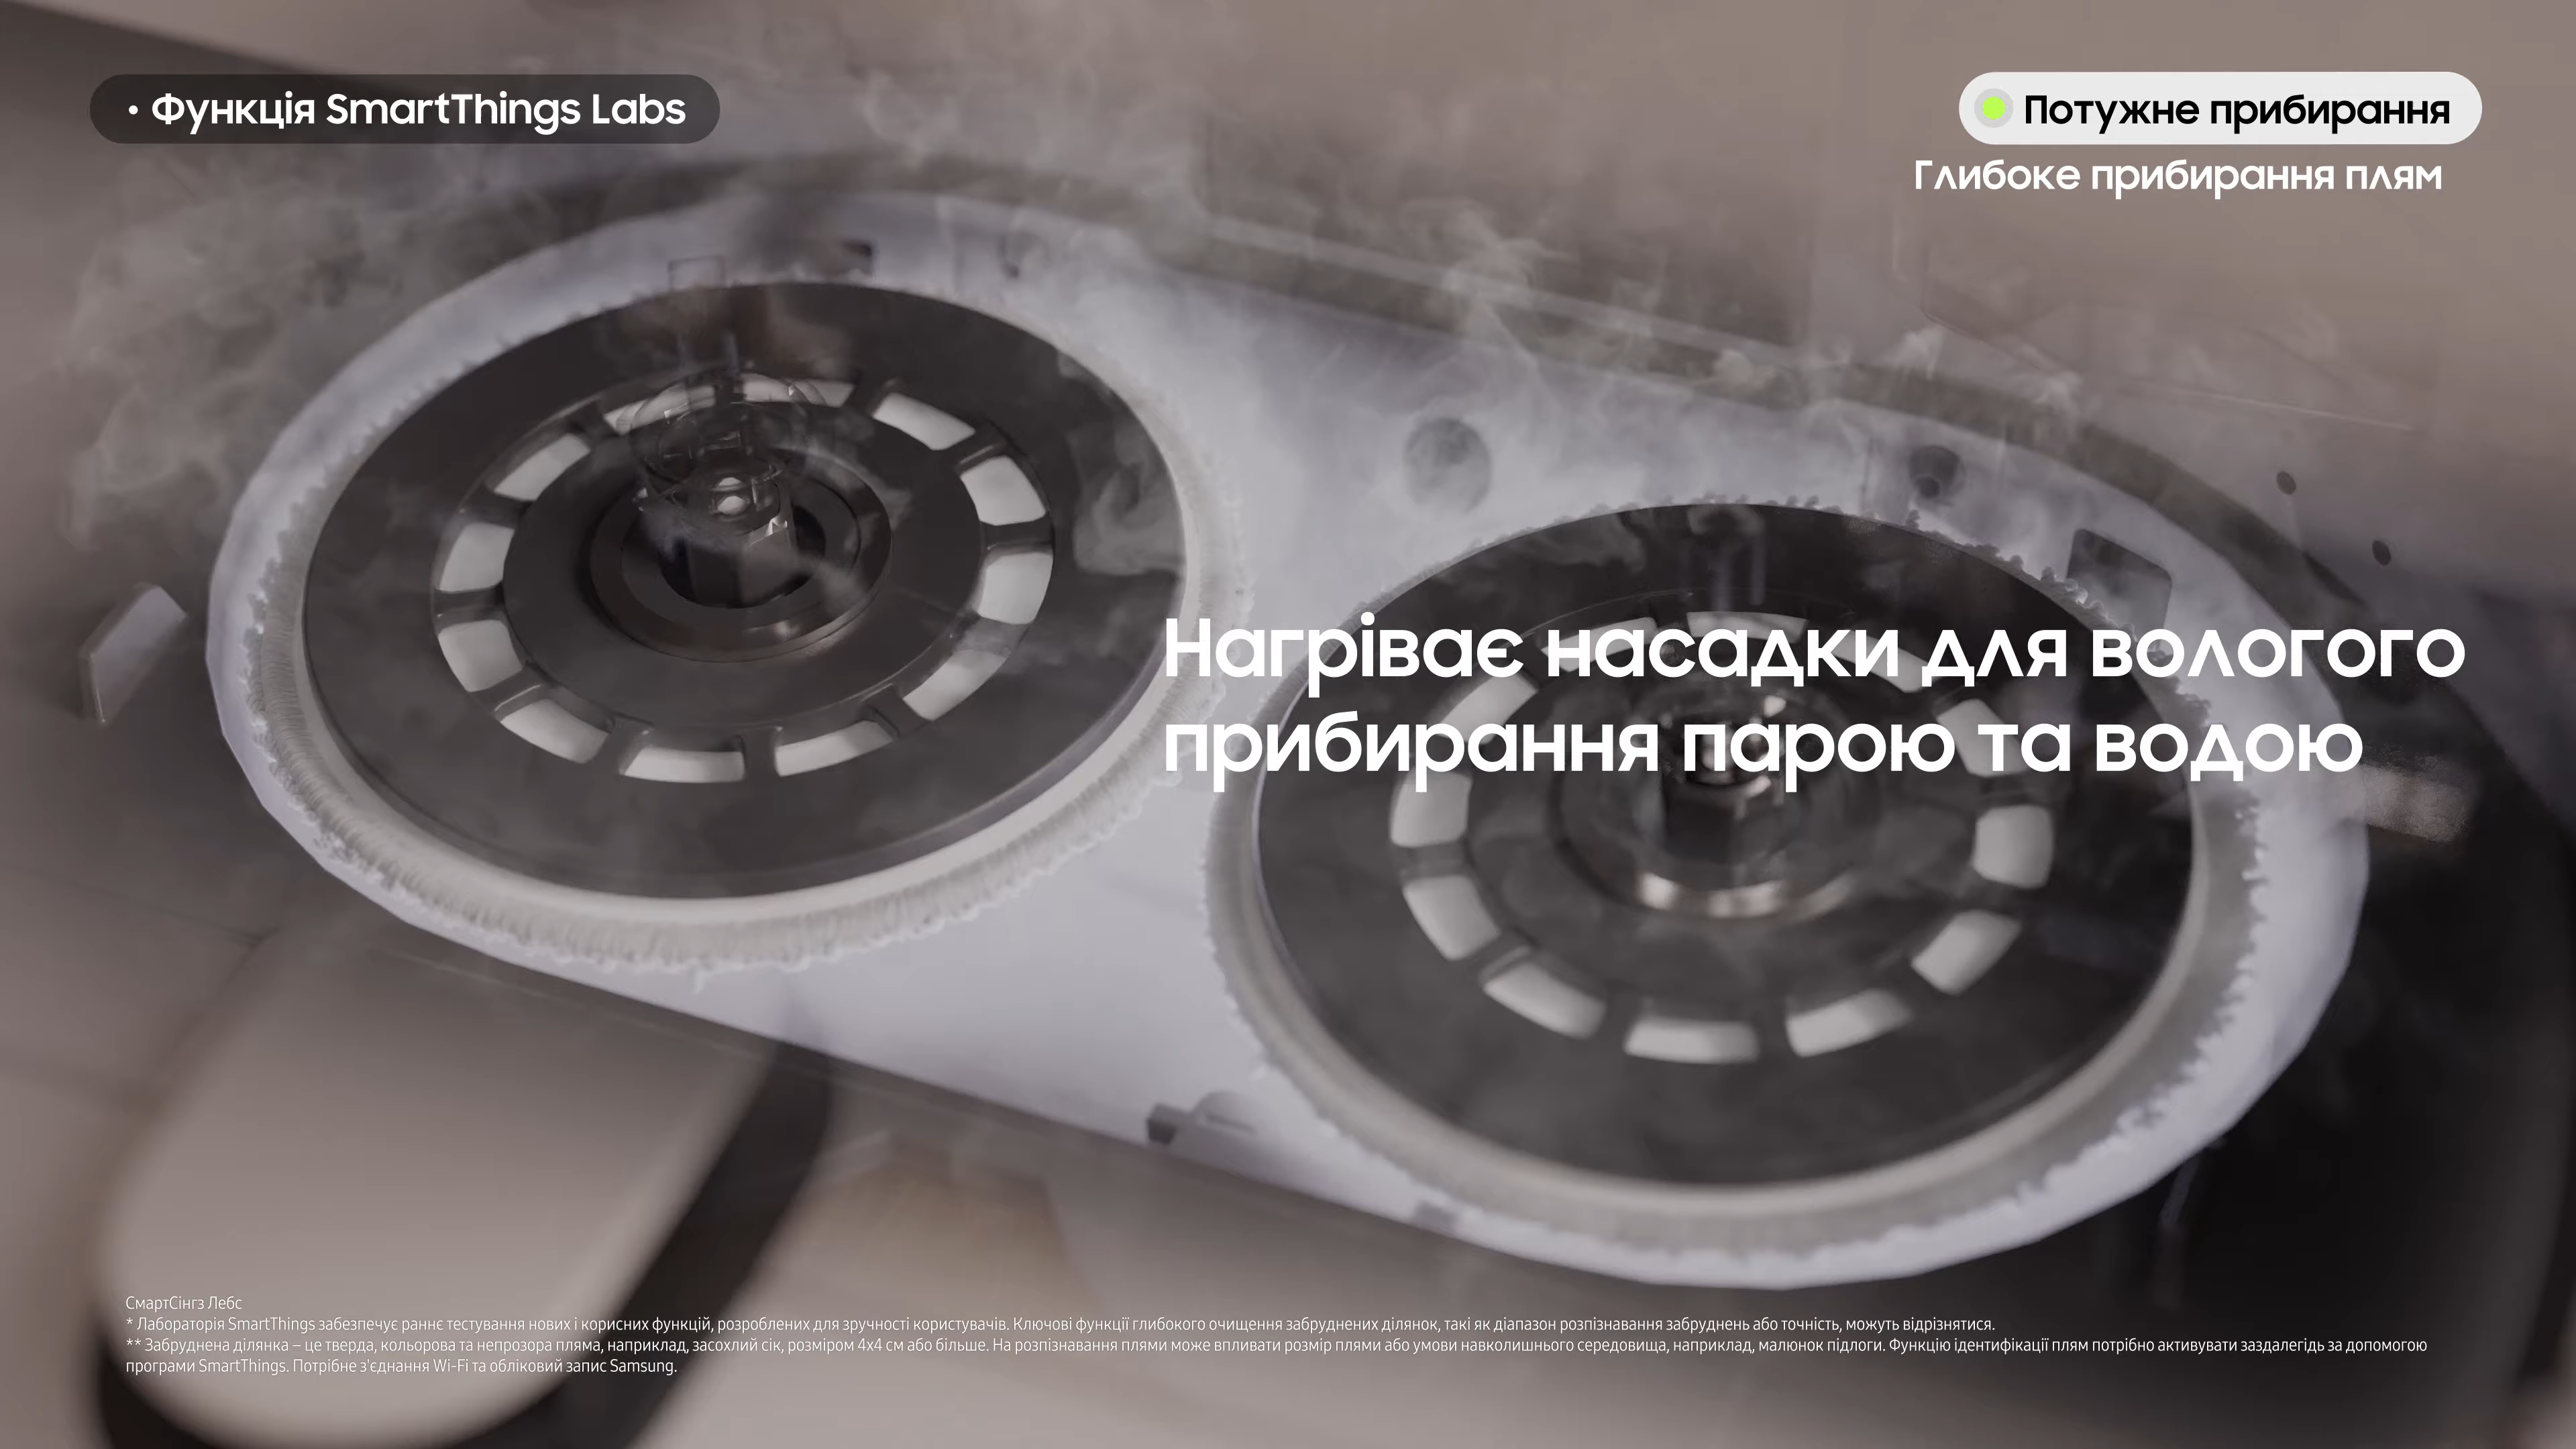 • Функція SmartThings Labs
Потужне прибирання
Глибоке прибирання плям
Нагріває насадки для вологого
прибирання парою та водою
СмартСінгз Лебс
* Лабораторія SmartThings забезпечує раннє тестування нових і корисних функцій, розроблених для зручності користувачів. Ключові функції глибокого очищення забруднених ділянок, такі як діапазон розпізнавання забруднень або точність, можуть відрізнятися.
** Забруднена ділянка – це тверда, кольорова та непрозора пляма, наприклад, засохлий сік, розміром 4x4 см або більше. На розпізнавання плями може впливати розмір плями або умови навколишнього середовища, наприклад, малюнок підлоги. Функцію ідентифікації плям потрібно активувати заздалегідь за допомогою
програми SmartThings. Потрібне з'єднання Wi-Fi та обліковий запис Samsung.